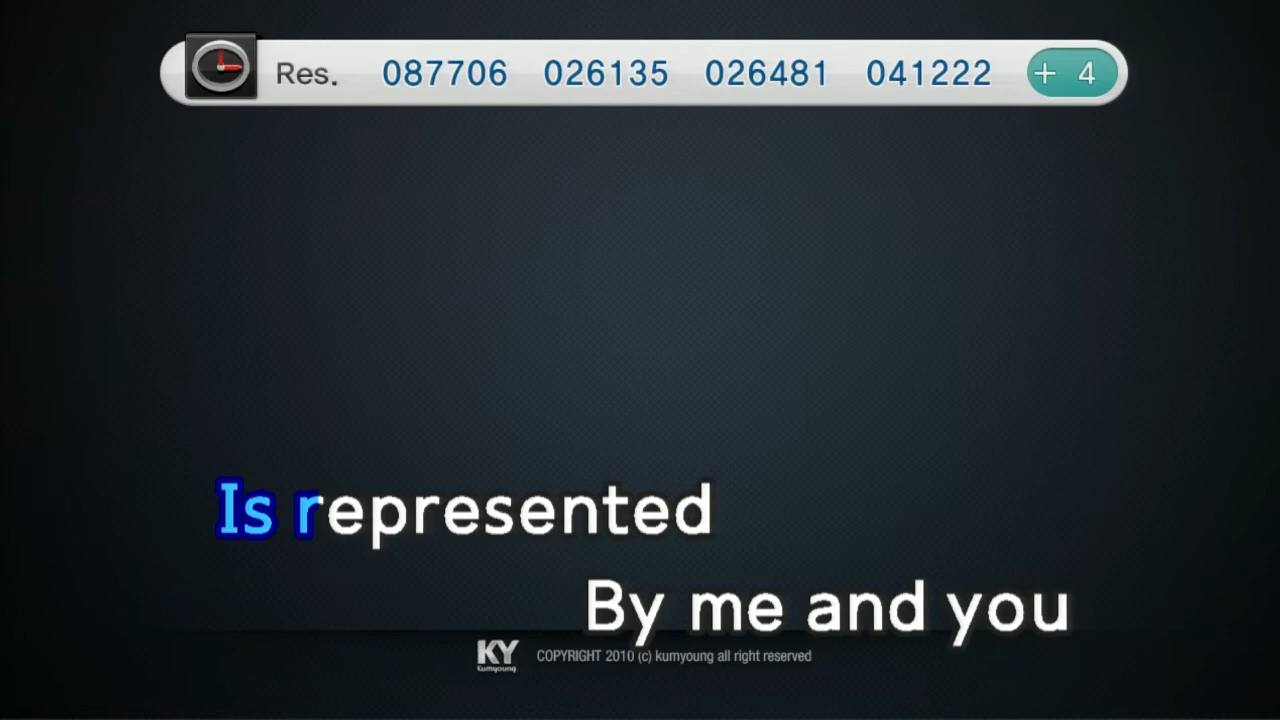 Res. 087706 026135 026481 041222 + 4
Is represented
By me and you
KY
kumyoung
COPYRIGHT 2010 (c) kumyoung all right reserved